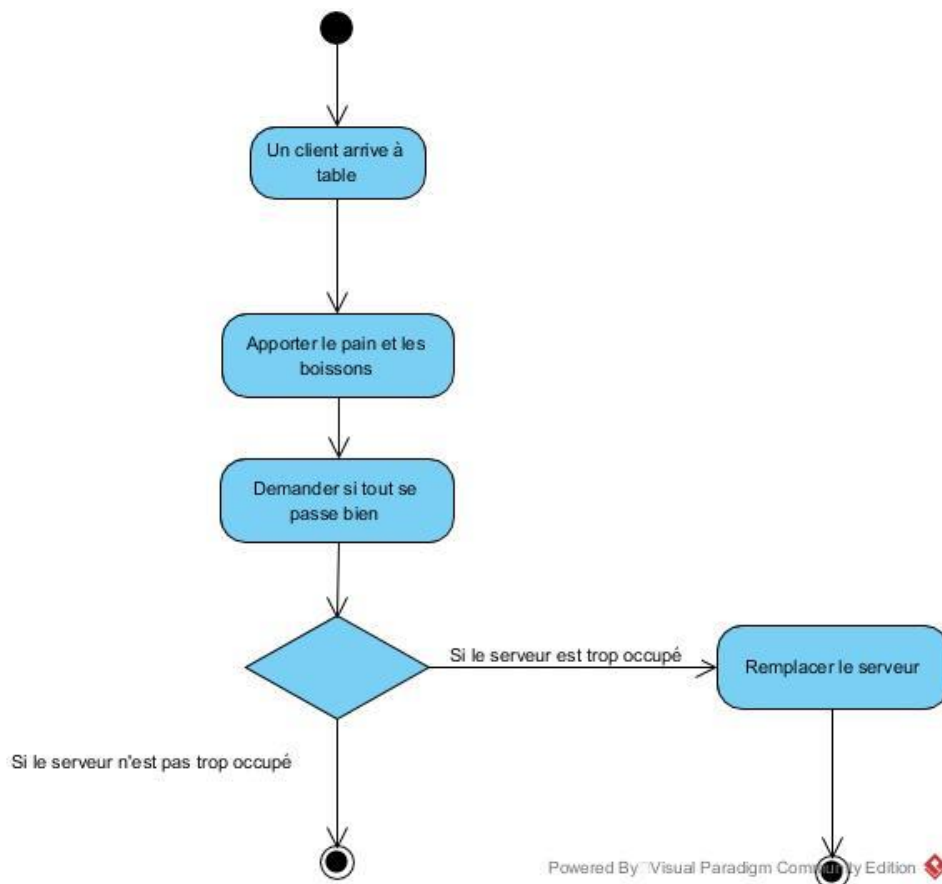 Un client arrive à
table
Apporter le pain et les
boissons
Demander si tout se
passe bien
Si le serveur est trop occupé
Remplacer le serveur
Si le serveur n'est pas trop occupé
Powered By Visual Paradigm Community Edition